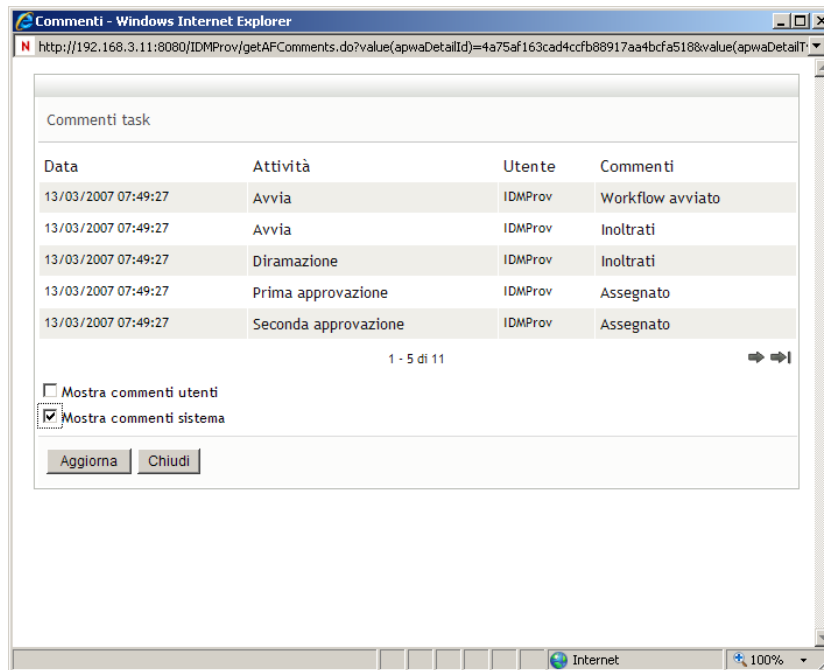 Commenti - Windows Internet Explorer
N http://192.168.3.11:8080/IDMProv/getAFComments.do?value(apwaDetailId)=4a75af163cad4ccfb88917aa4bcfa518&value(apwaDetailT
Commenti task
Data Attività Utente Commenti
13/03/2007 07:49:27 Avvia IDMProv Workflow avviato
13/03/2007 07:49:27 Avvia IDMProv Inoltrati
13/03/2007 07:49:27 Diramazione IDMProv Inoltrati
13/03/2007 07:49:27 Prima approvazione IDMProv Assegnato
13/03/2007 07:49:27 Seconda approvazione IDMProv Assegnato
1 - 5 di 11
Mostra commenti utenti
Mostra commenti sistema
Aggiorna Chiudi
Internet 100%